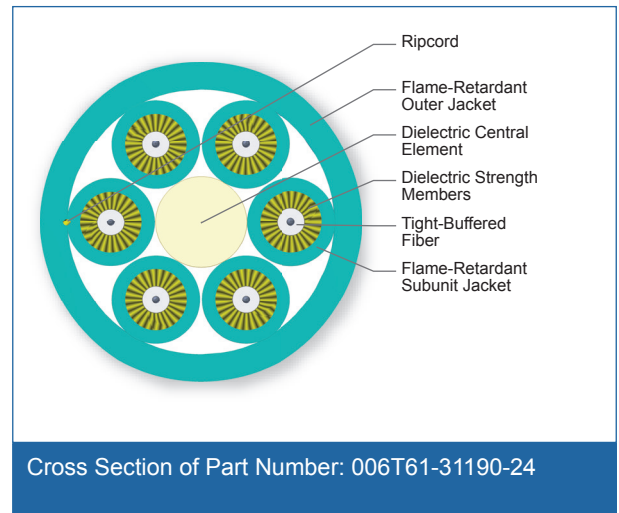 Ripcord
Flame-Retardant
Outer Jacket
Dielectric Central
Element
Dielectric Strength
Members
Tight-Buffered
Fiber
Flame-Retardant
Subunit Jacket
Cross Section of Part Number: 006T61-31190-24